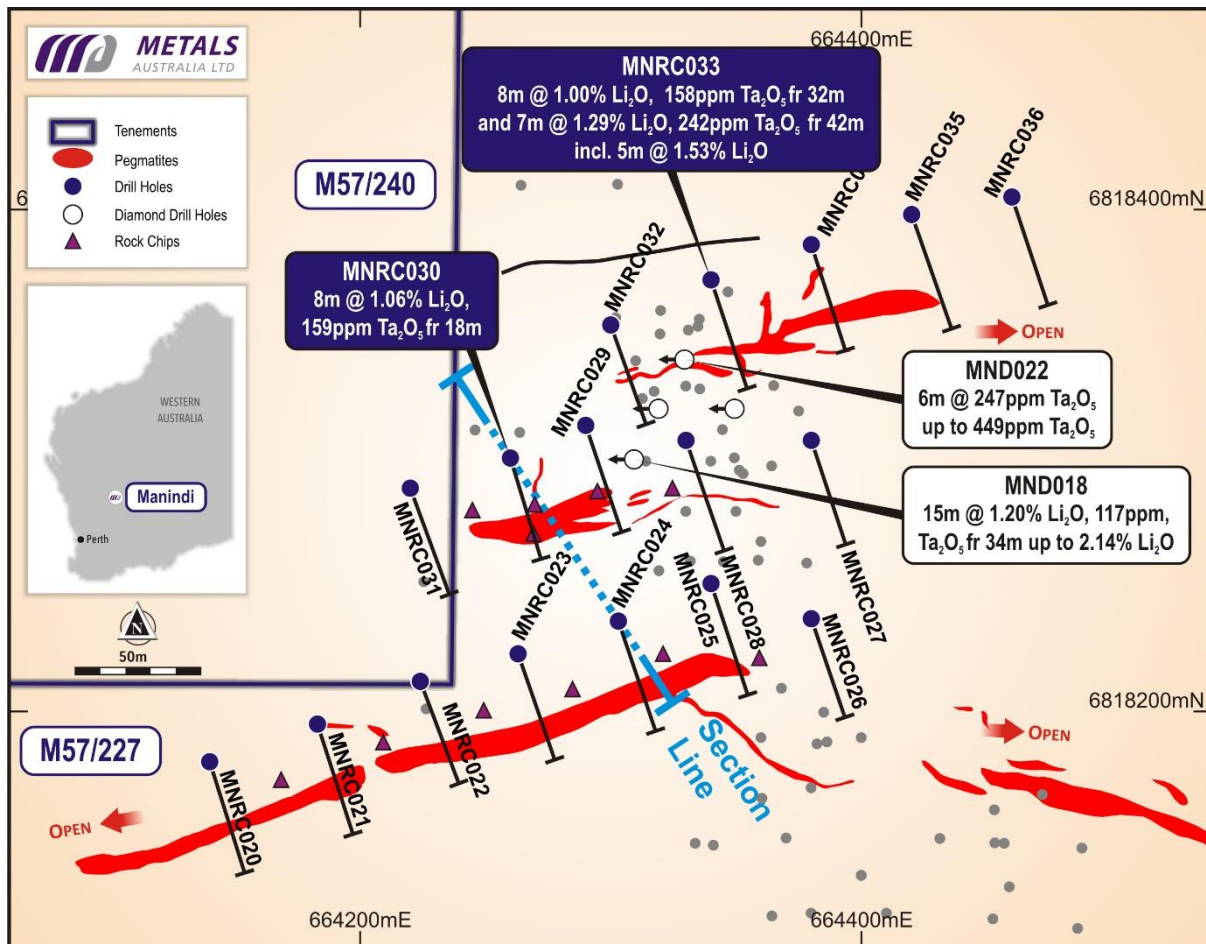 METALS
AUSTRALIA LTD
Tenements
Pegmatites
Drill Holes
Diamond Drill Holes
Rock Chips
WESTERN
AUSTRALIA
Manindi
Perth
N
50m
664400mE
MNRC033
8m @ 1.00% Li₂O, 158ppm Ta₂O₅ fr 32m
and 7m @ 1.29% Li₂O, 242ppm Ta₂O₅ fr 42m
incl. 5m @ 1.53% Li₂O
M57/240
MNRC035
MNRC036
6818400mN
MNRC032
MNRC030
8m @ 1.06% Li₂O,
159ppm Ta₂O₅ fr 18m
OPEN
MNRC029
MND022
6m @ 247ppm Ta₂O₅
up to 449ppm Ta₂O₅
MND018
15m @ 1.20% Li₂O, 117ppm,
Ta₂O₅ fr 34m up to 2.14% Li₂O
MNRC031
MNRC023
MNRC024
MNRC025
MNRC028
MNRC027
MNRC026
6818200mN
MNRC022
Section
Line
OPEN
M57/227
MNRC021
MNRC020
OPEN
664200mE
664400mE